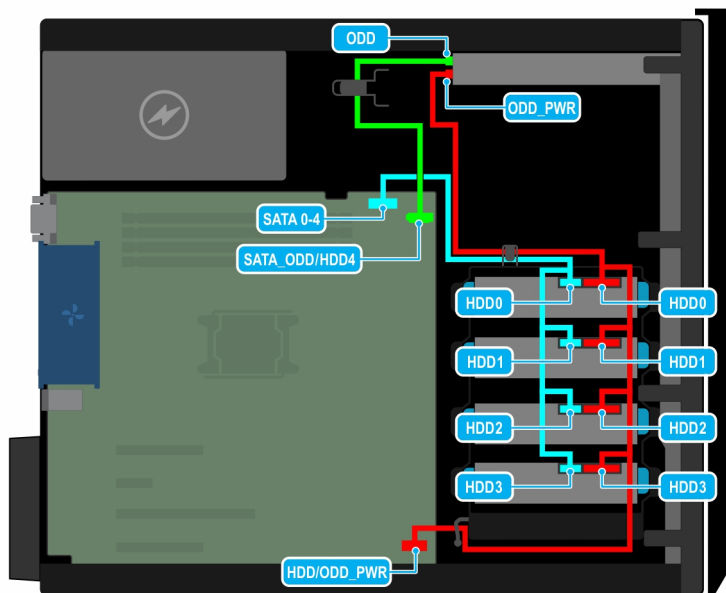 ODD
ODD_PWR
SATA 0-4
SATA_ODD/HDD4
HDD0
HDD0
HDD1
HDD1
HDD2
HDD2
HDD3
HDD3
HDD/ODD_PWR